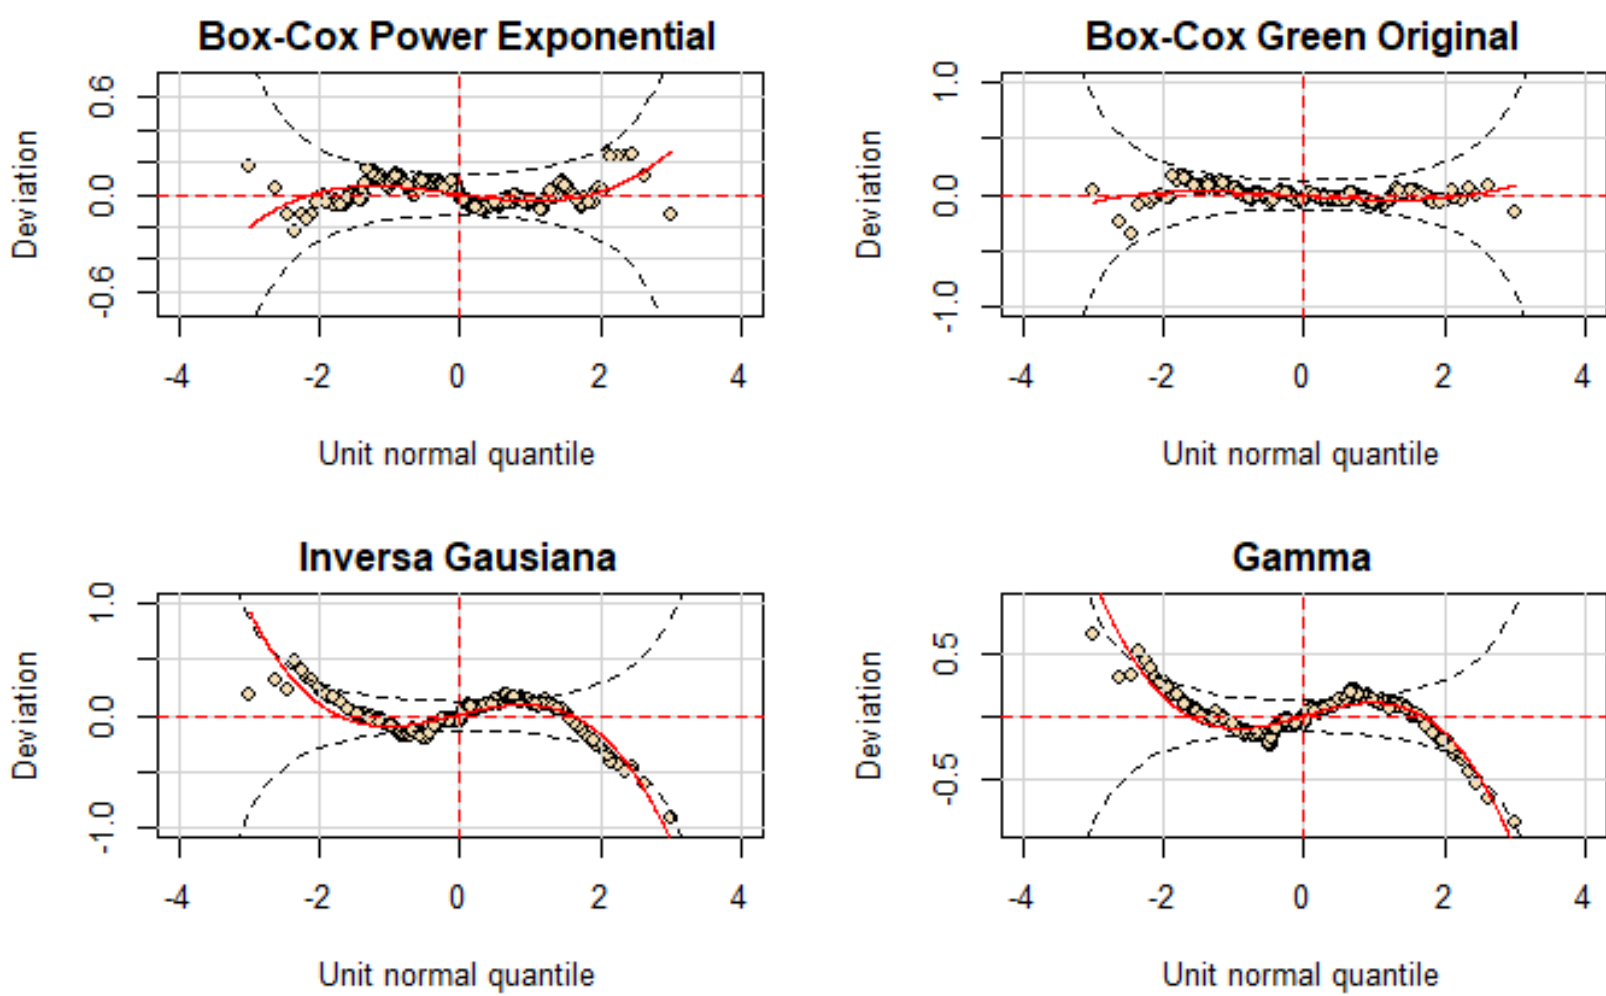 Box-Cox Power Exponential
Deviation
0.6
0.0
-0.6
-4 -2 0 2 4
Unit normal quantile
Box-Cox Green Original
Deviation
1.0
0.0
-1.0
-4 -2 0 2 4
Unit normal quantile
Inversa Gausiana
Deviation
1.0
0.0
-1.0
-4 -2 0 2 4
Unit normal quantile
Gamma
Deviation
0.5
-0.5
-4 -2 0 2 4
Unit normal quantile